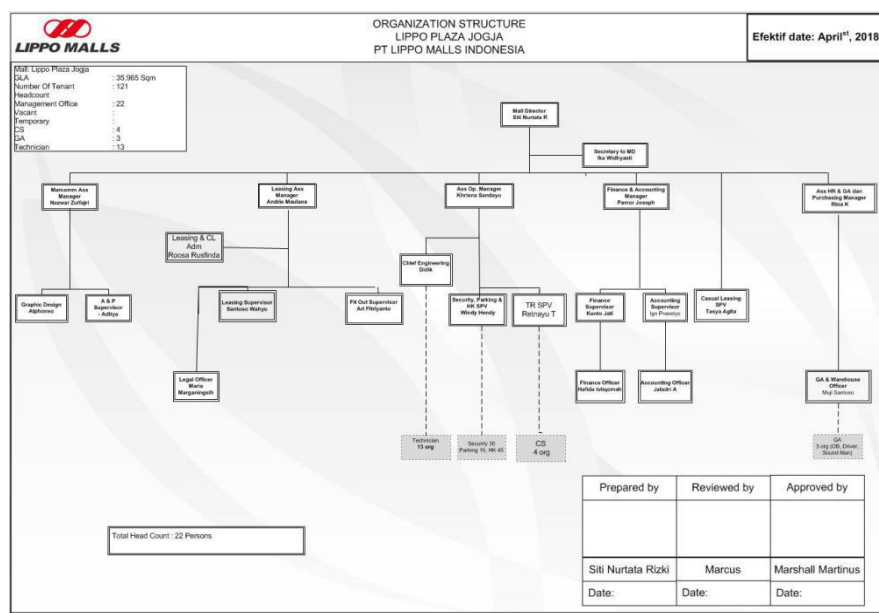 LIPPO MALLS
ORGANIZATION STRUCTURE
LIPPO PLAZA JOGJA
PT LIPPO MALLS INDONESIA
Efektif date: April st, 2018
Mall: Lippo Plaza Jogja
GLA : 35.965 Sqm
Number Of Tenant : 121
Headcount
Management Office : 22
Vacant :
Temporary :
CS : 4
GA : 3
Technician : 13
Mall Director
Siti Nurtata R
Secretary to MD
Ika Widhyasti
Marcomm Ass
Manager
Nazwar Zulfajri
Leasing Ass
Manager
Andrie Maulana
Ass Op. Manager
Khrisna Sandayu
Finance & Accounting
Manager
Pamor Joseph
Ass HR & GA dan
Purchasing Manager
Rina K
Leasing & CL
Adm
Roosa Rusfinda
Chief Engineering
Didik
Graphic Design
Alphonso
A & P
Supervisor
- Aditya
Leasing Supervisor
Santoso Wahyu
Fit Out Supervisor
Ari Fitriyanto
Security, Parking &
HK SPV
Windy Hendy
TR SPV
Retnayu T
Finance
Supervisor
Kunto Jati
Accounting
Supervisor
Ign Prasetyo
Casual Leasing
SPV
Tasya Agita
Legal Officer
Maria
Marganingsih
Finance Officer
Hafida Istiqomah
Accounting Officer
Jaladri A
GA & Warehouse
Officer
Muji Santoso
Technician
13 org
Security 30
Parking 15, HK 45
CS
4 org
GA
3 org (OB, Driver,
Sound Man)
Total Head Count : 22 Persons
Prepared by Reviewed by Approved by
Siti Nurtata Rizki Marcus Marshall Martinus
Date: Date: Date: